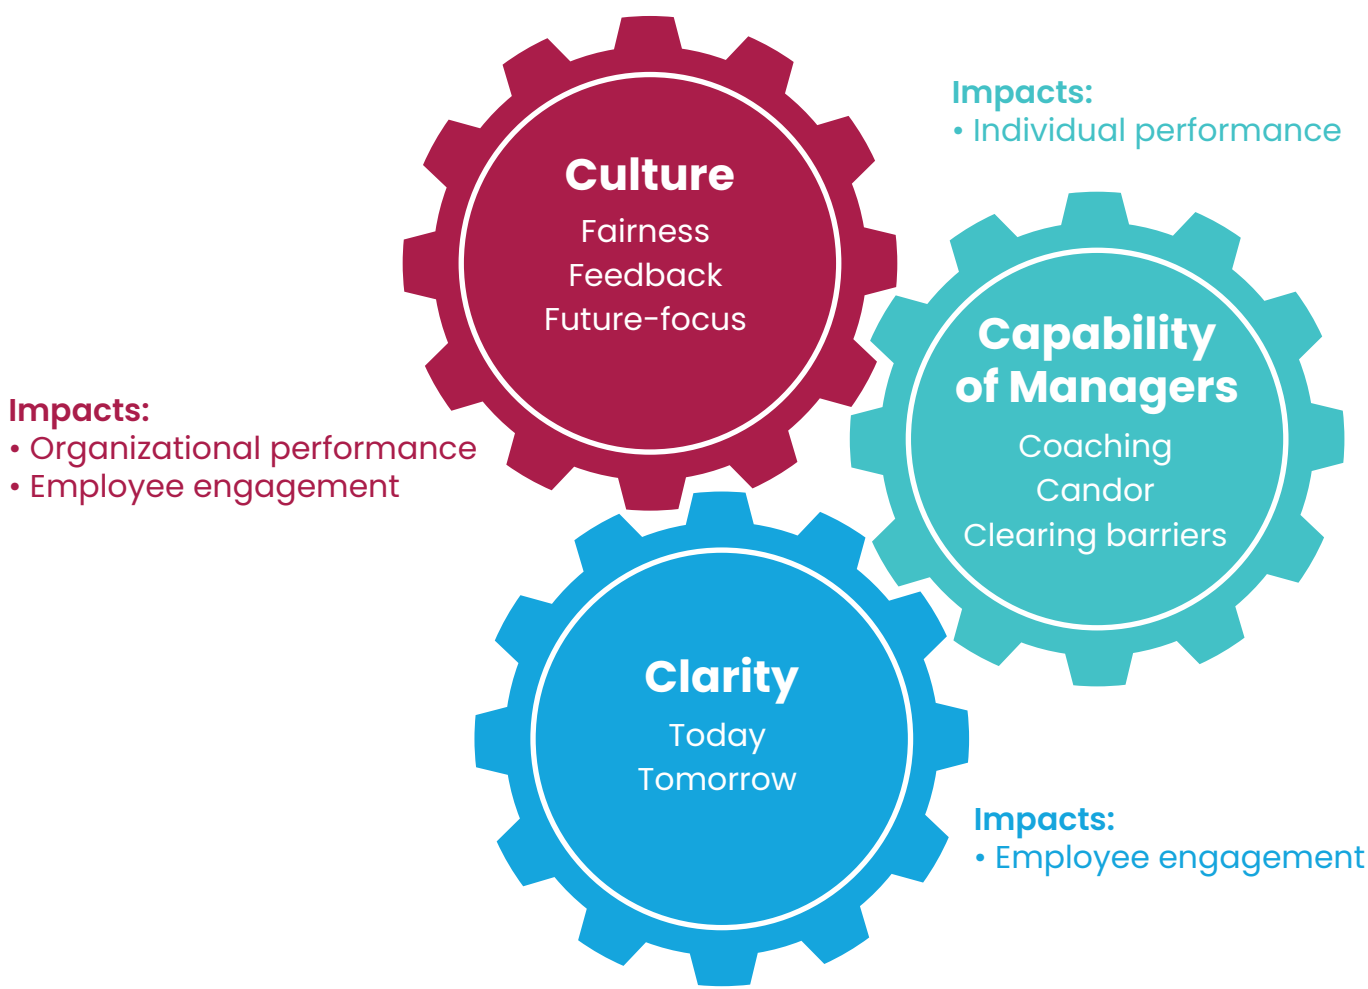 Culture
Fairness
Feedback
Future-focus
Impacts:
• Organizational performance
• Employee engagement
Impacts:
• Individual performance
Capability
of Managers
Coaching
Candor
Clearing barriers
Clarity
Today
Tomorrow
Impacts:
• Employee engagement